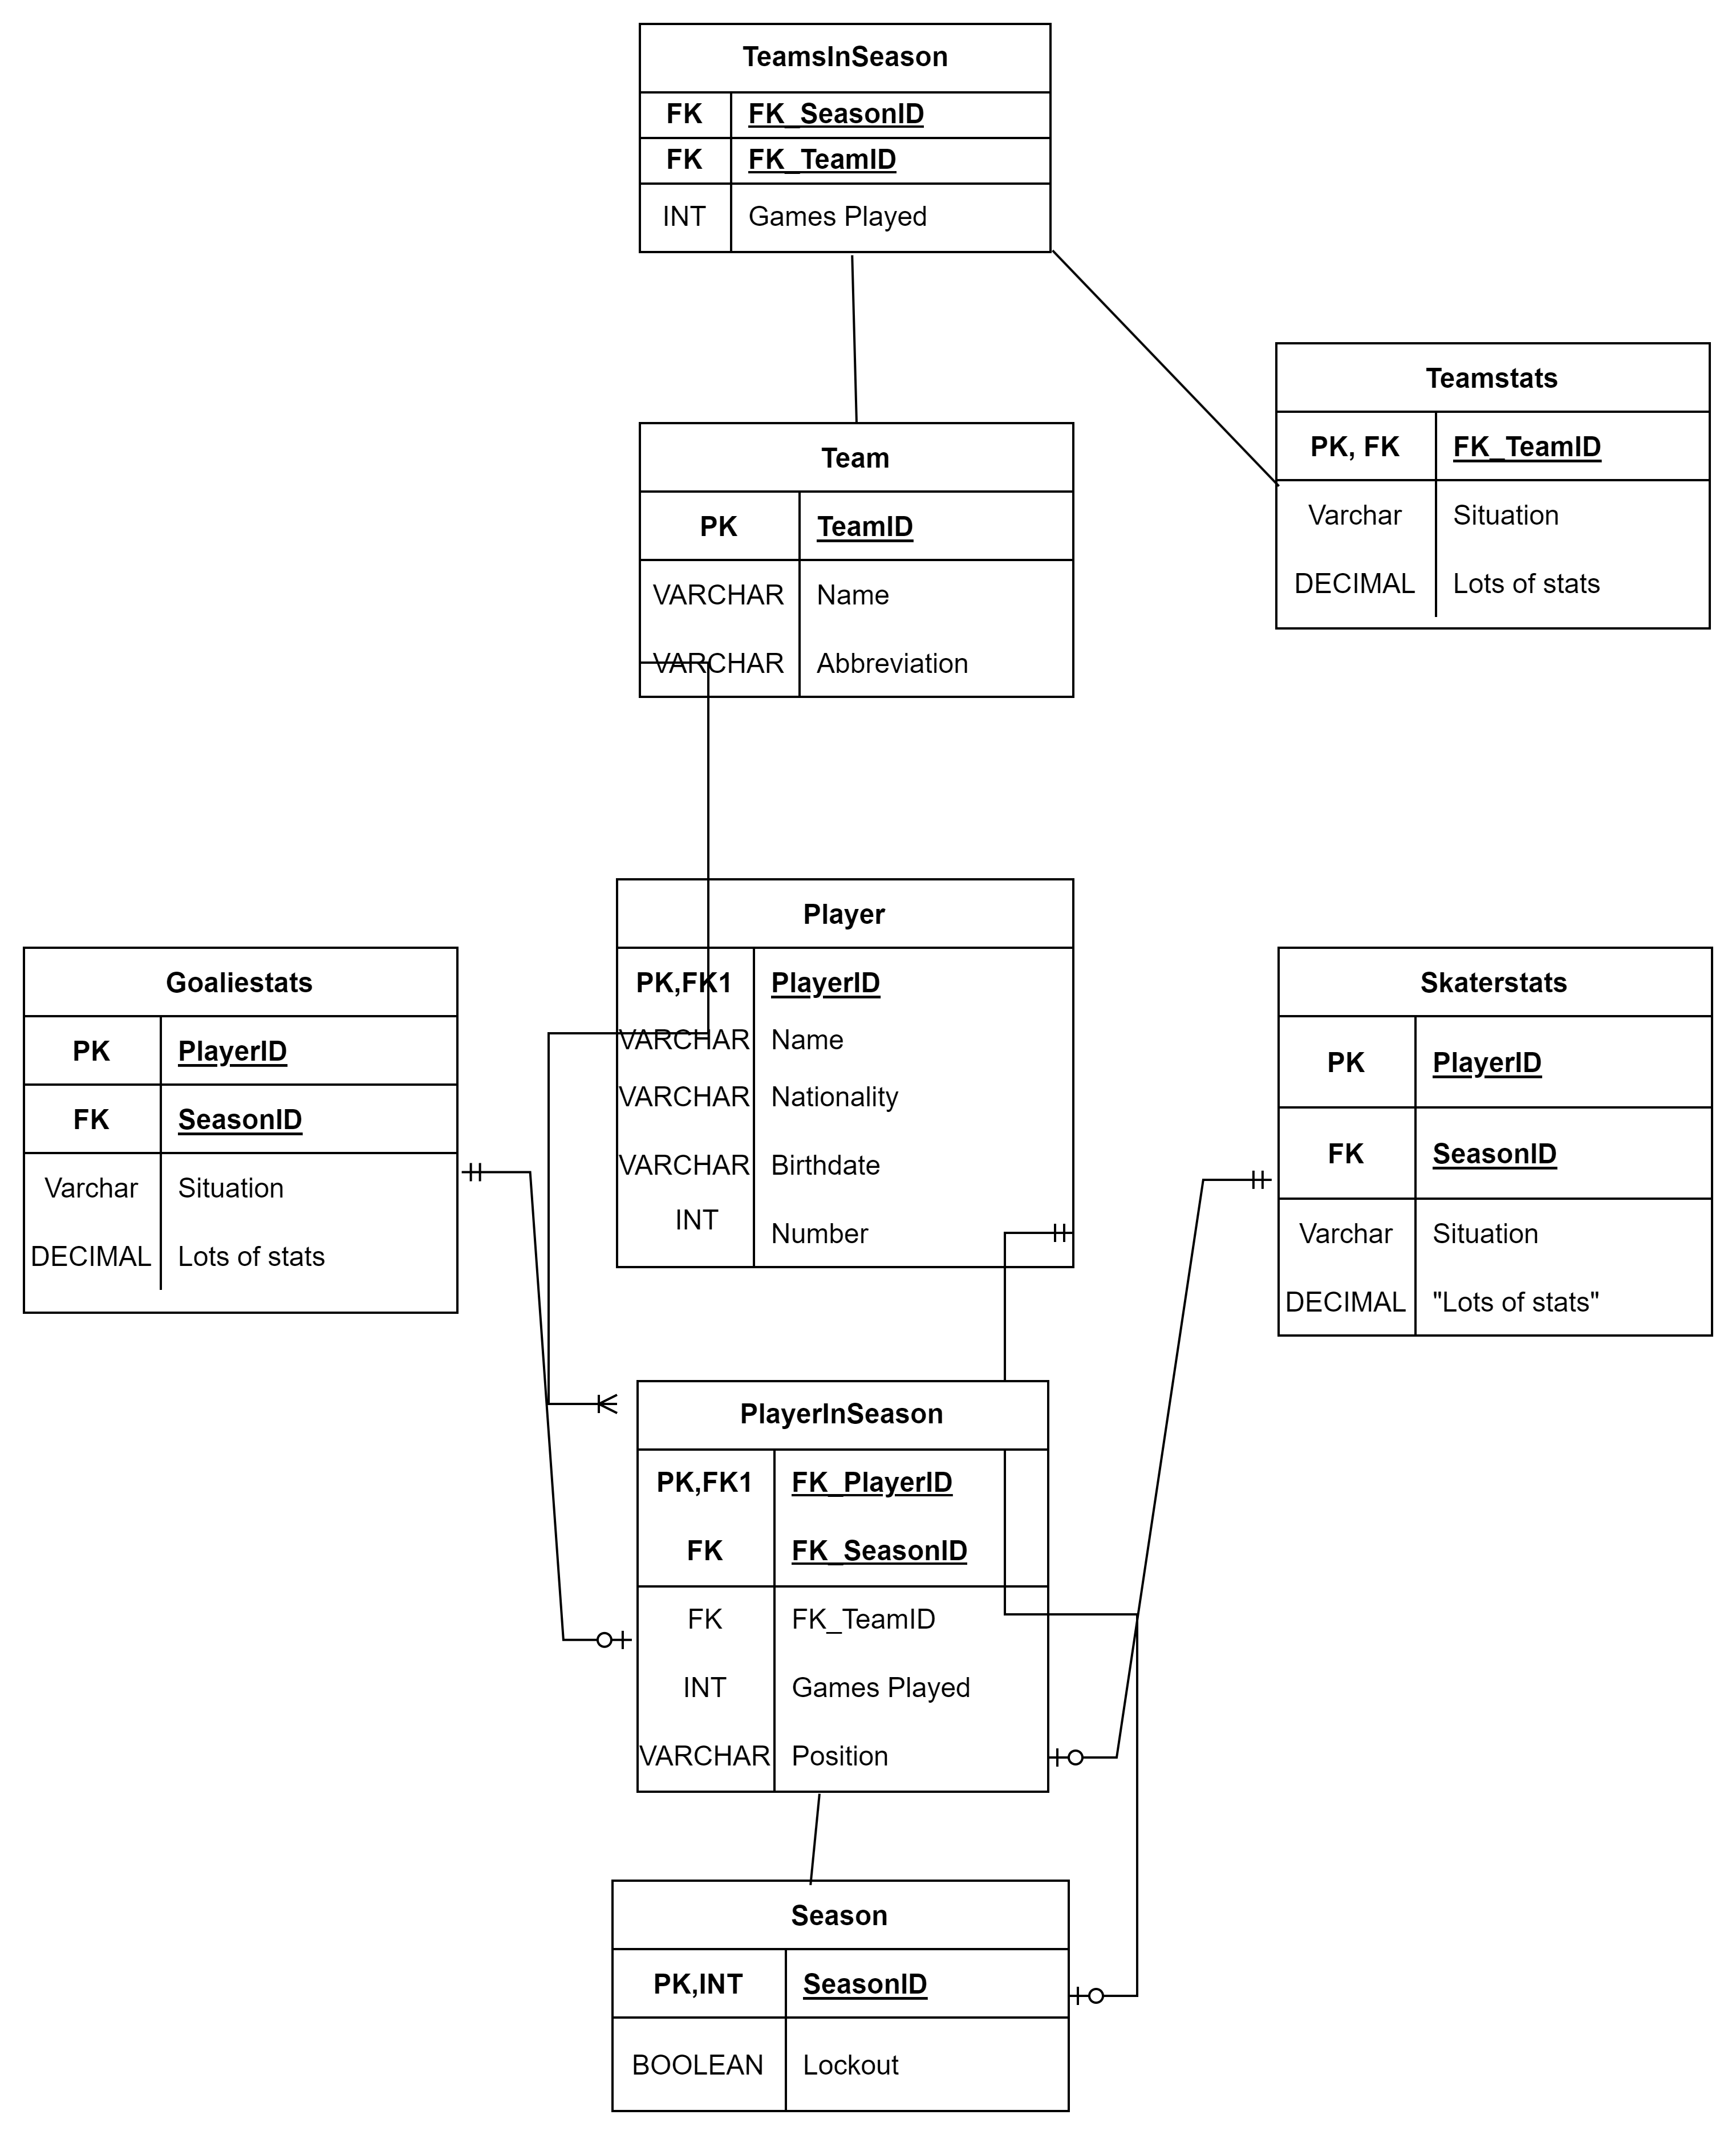 TeamsInSeason
FK FK_SeasonID
FK FK_TeamID
INT Games Played
Teamstats
PK, FK FK_TeamID
Varchar Situation
DECIMAL Lots of stats
Team
PK TeamID
VARCHAR Name
VARCHAR Abbreviation
Player
PK,FK1 PlayerID
VARCHAR Name
VARCHAR Nationality
VARCHAR Birthdate
INT Number
Goaliestats
PK PlayerID
FK SeasonID
Varchar Situation
DECIMAL Lots of stats
Skaterstats
PK PlayerID
FK SeasonID
Varchar Situation
DECIMAL "Lots of stats"
PlayerInSeason
PK,FK1 FK_PlayerID
FK FK_SeasonID
FK FK_TeamID
INT Games Played
VARCHAR Position
Season
PK,INT SeasonID
BOOLEAN Lockout